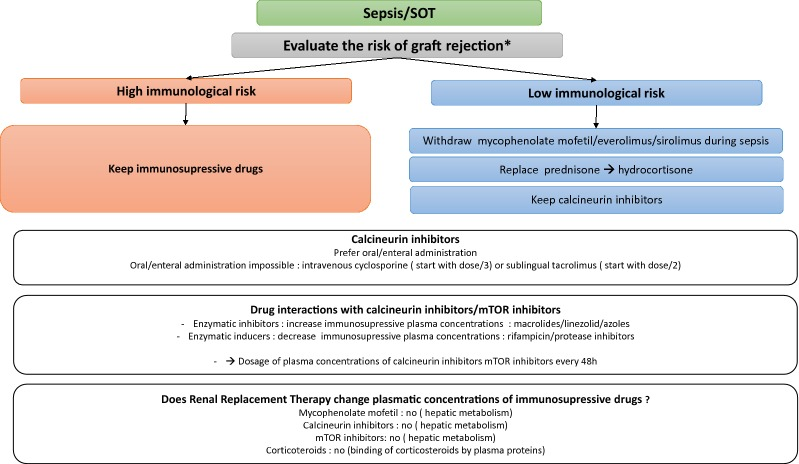 Sepsis/SOT
Evaluate the risk of graft rejection*
High immunological risk
Low immunological risk
Keep immunosupressive drugs
Withdraw mycophenolate mofetil/everolimus/sirolimus during sepsis
Replace prednisone → hydrocortisone
Keep calcineurin inhibitors
Calcineurin inhibitors
Prefer oral/enteral administration
Oral/enteral administration impossible : intravenous cyclosporine ( start with dose/3) or sublingual tacrolimus ( start with dose/2)
Drug interactions with calcineurin inhibitors/mTOR inhibitors
- Enzymatic inhibitors : increase immunosupressive plasma concentrations : macrolides/linezolid/azoles
- Enzymatic inducers : decrease immunosupressive plasma concentrations : rifampicin/protease inhibitors
- → Dosage of plasma concentrations of calcineurin inhibitors mTOR inhibitors every 48h
Does Renal Replacement Therapy change plasmatic concentrations of immunosupressive drugs ?
Mycophenolate mofetil : no ( hepatic metabolism)
Calcineurin inhibitors : no ( hepatic metabolism)
mTOR inhibitors: no ( hepatic metabolism)
Corticoteroids : no (binding of corticosteroids by plasma proteins)